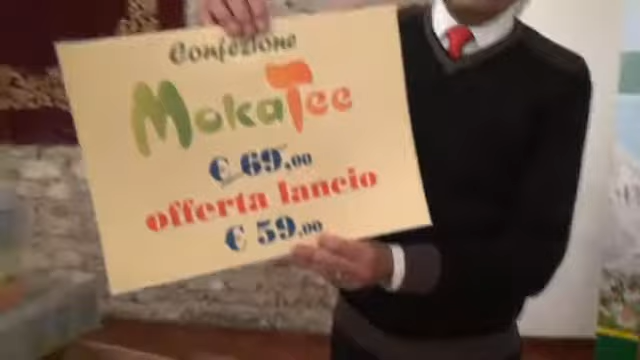 Confezione
MokaTee
€ 69.00
offerta lancio
€ 59.00